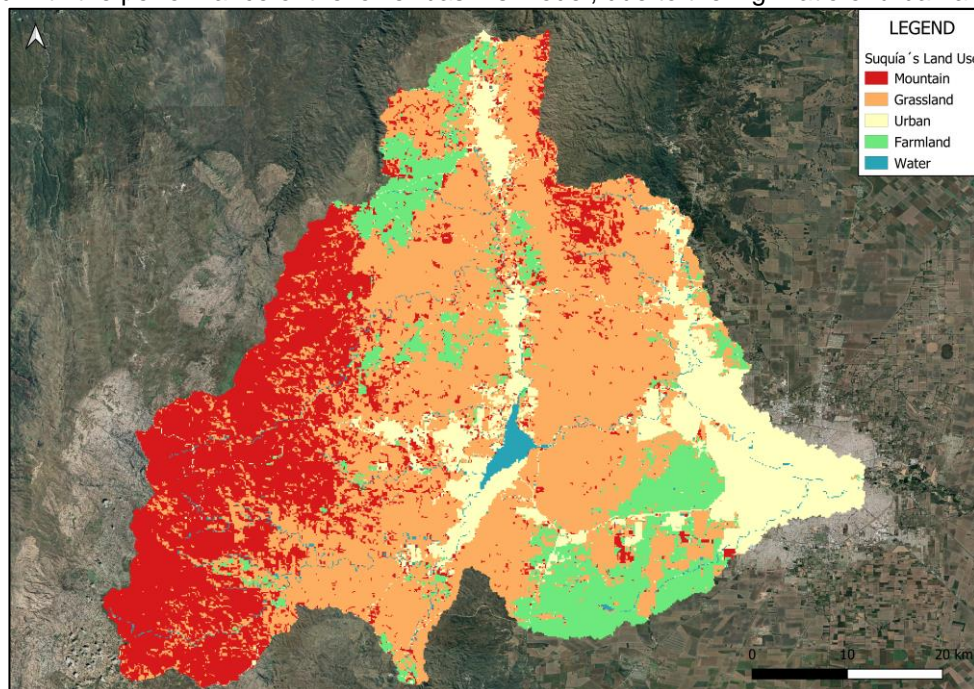 LEGEND
Suquía´s Land Use
Mountain
Grassland
Urban
Farmland
Water
0 10 20 km